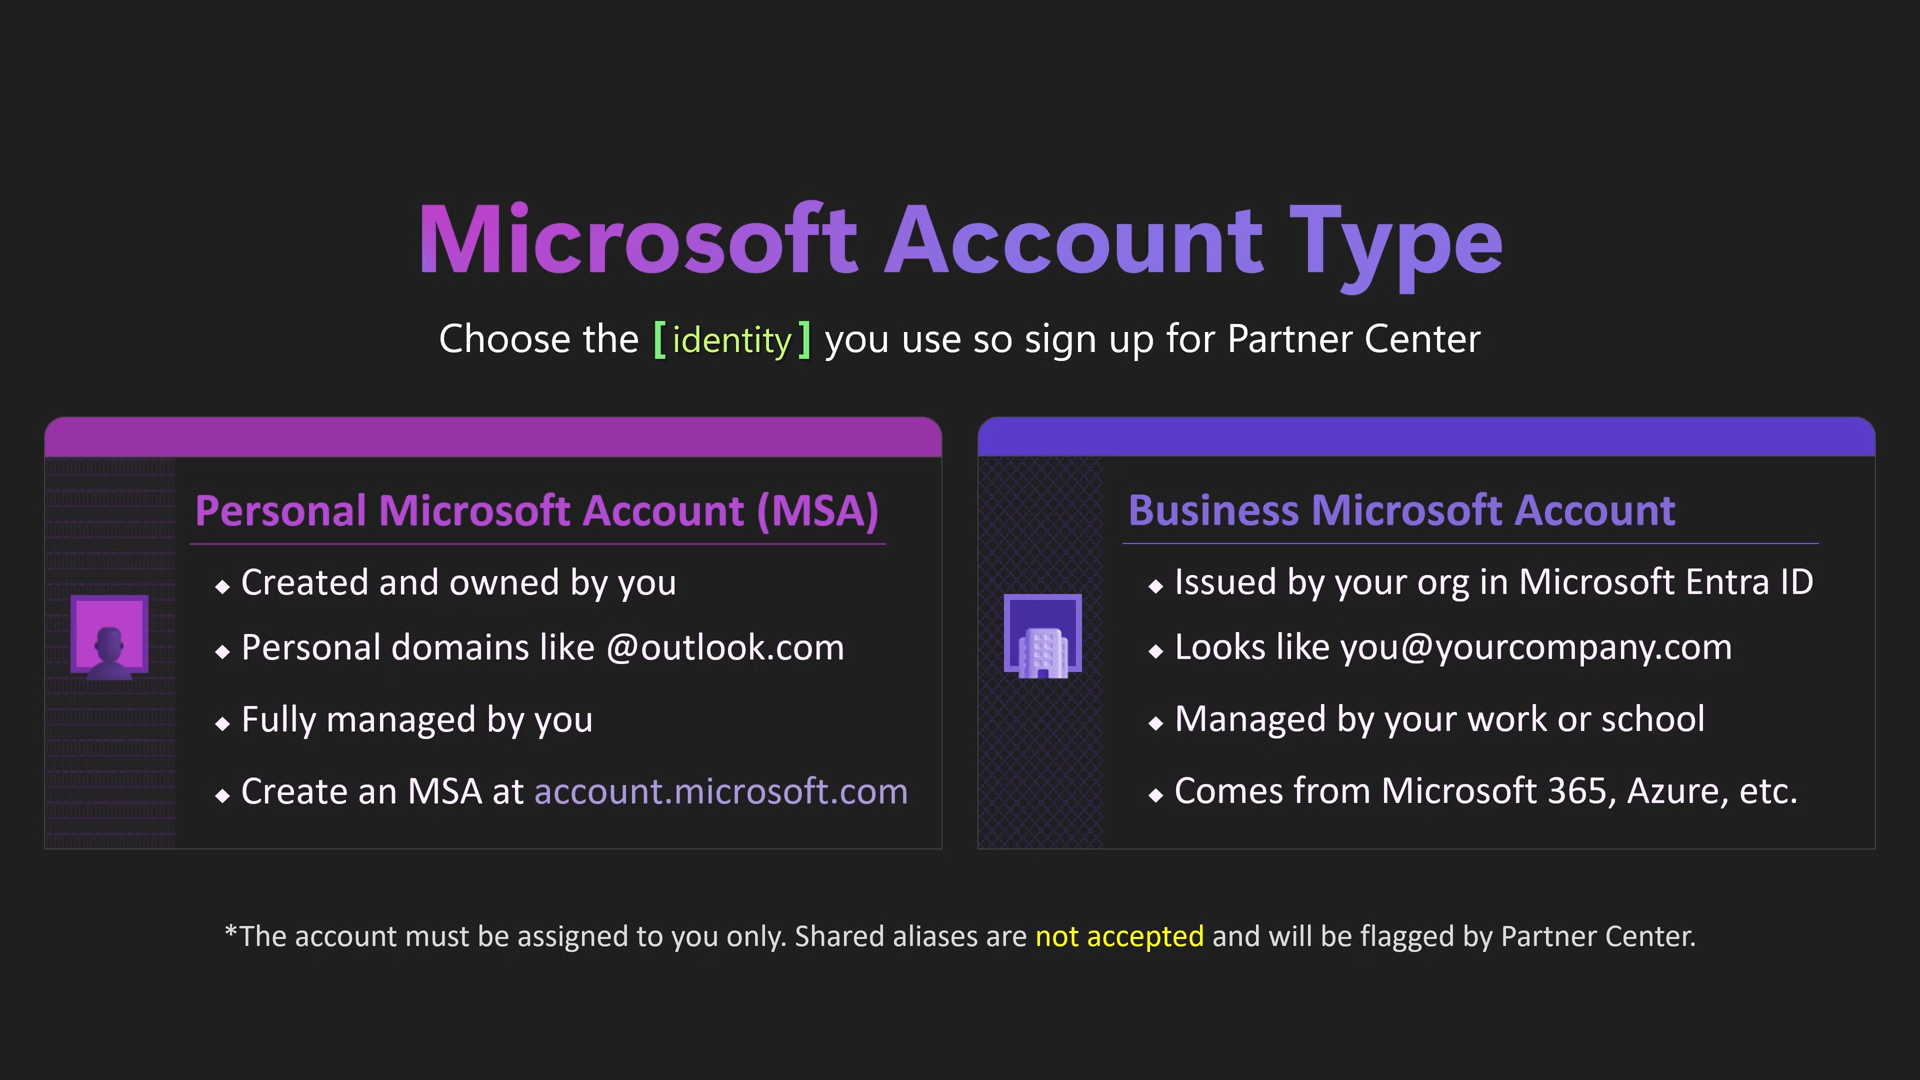 Microsoft Account Type
Choose the [identity] you use so sign up for Partner Center
Personal Microsoft Account (MSA)
◆ Created and owned by you
◆ Personal domains like @outlook.com
◆ Fully managed by you
◆ Create an MSA at account.microsoft.com
Business Microsoft Account
◆ Issued by your org in Microsoft Entra ID
◆ Looks like you@yourcompany.com
◆ Managed by your work or school
◆ Comes from Microsoft 365, Azure, etc.
*The account must be assigned to you only. Shared aliases are not accepted and will be flagged by Partner Center.